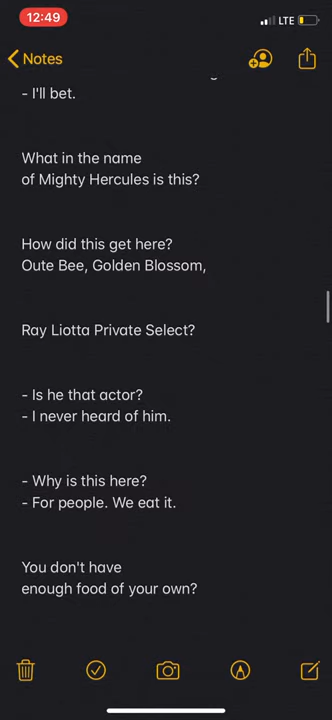 12:49
LTE
Notes
- I'll bet.
What in the name
of Mighty Hercules is this?
How did this get here?
Oute Bee, Golden Blossom,
Ray Liotta Private Select?
- Is he that actor?
- I never heard of him.
- Why is this here?
- For people. We eat it.
You don't have
enough food of your own?